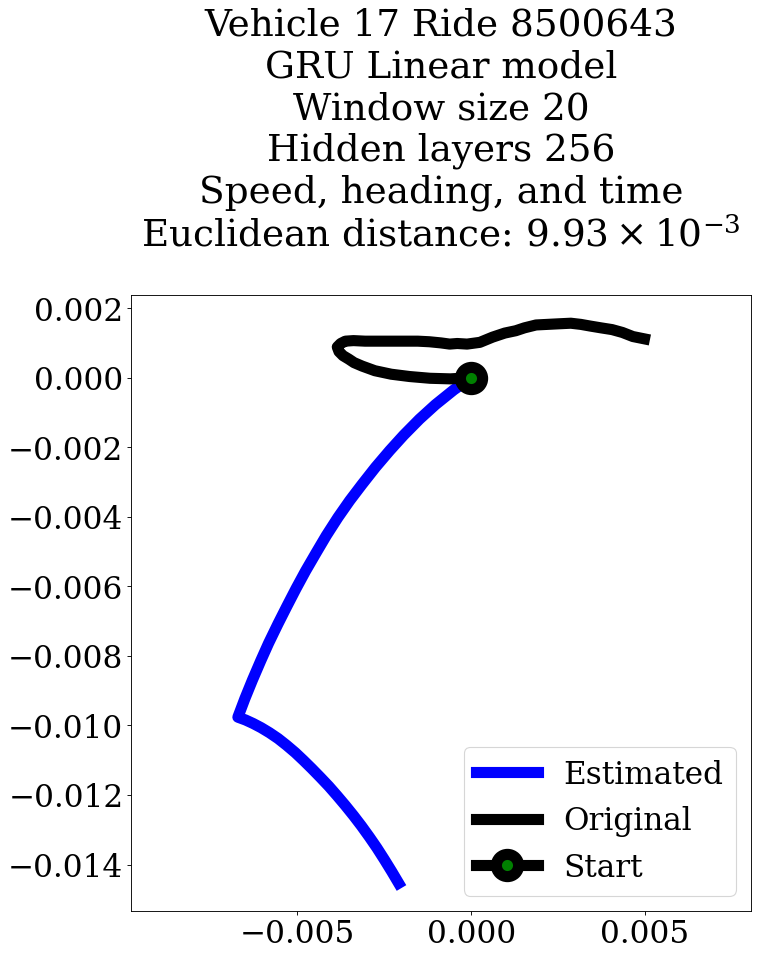 Vehicle 17 Ride 8500643
GRU Linear model
Window size 20
Hidden layers 256
Speed, heading, and time
Euclidean distance: 9.93 × 10⁻³
0.002
0.000
−0.002
−0.004
−0.006
−0.008
−0.010
−0.012
−0.014
Estimated
Original
Start
−0.005 0.000 0.005